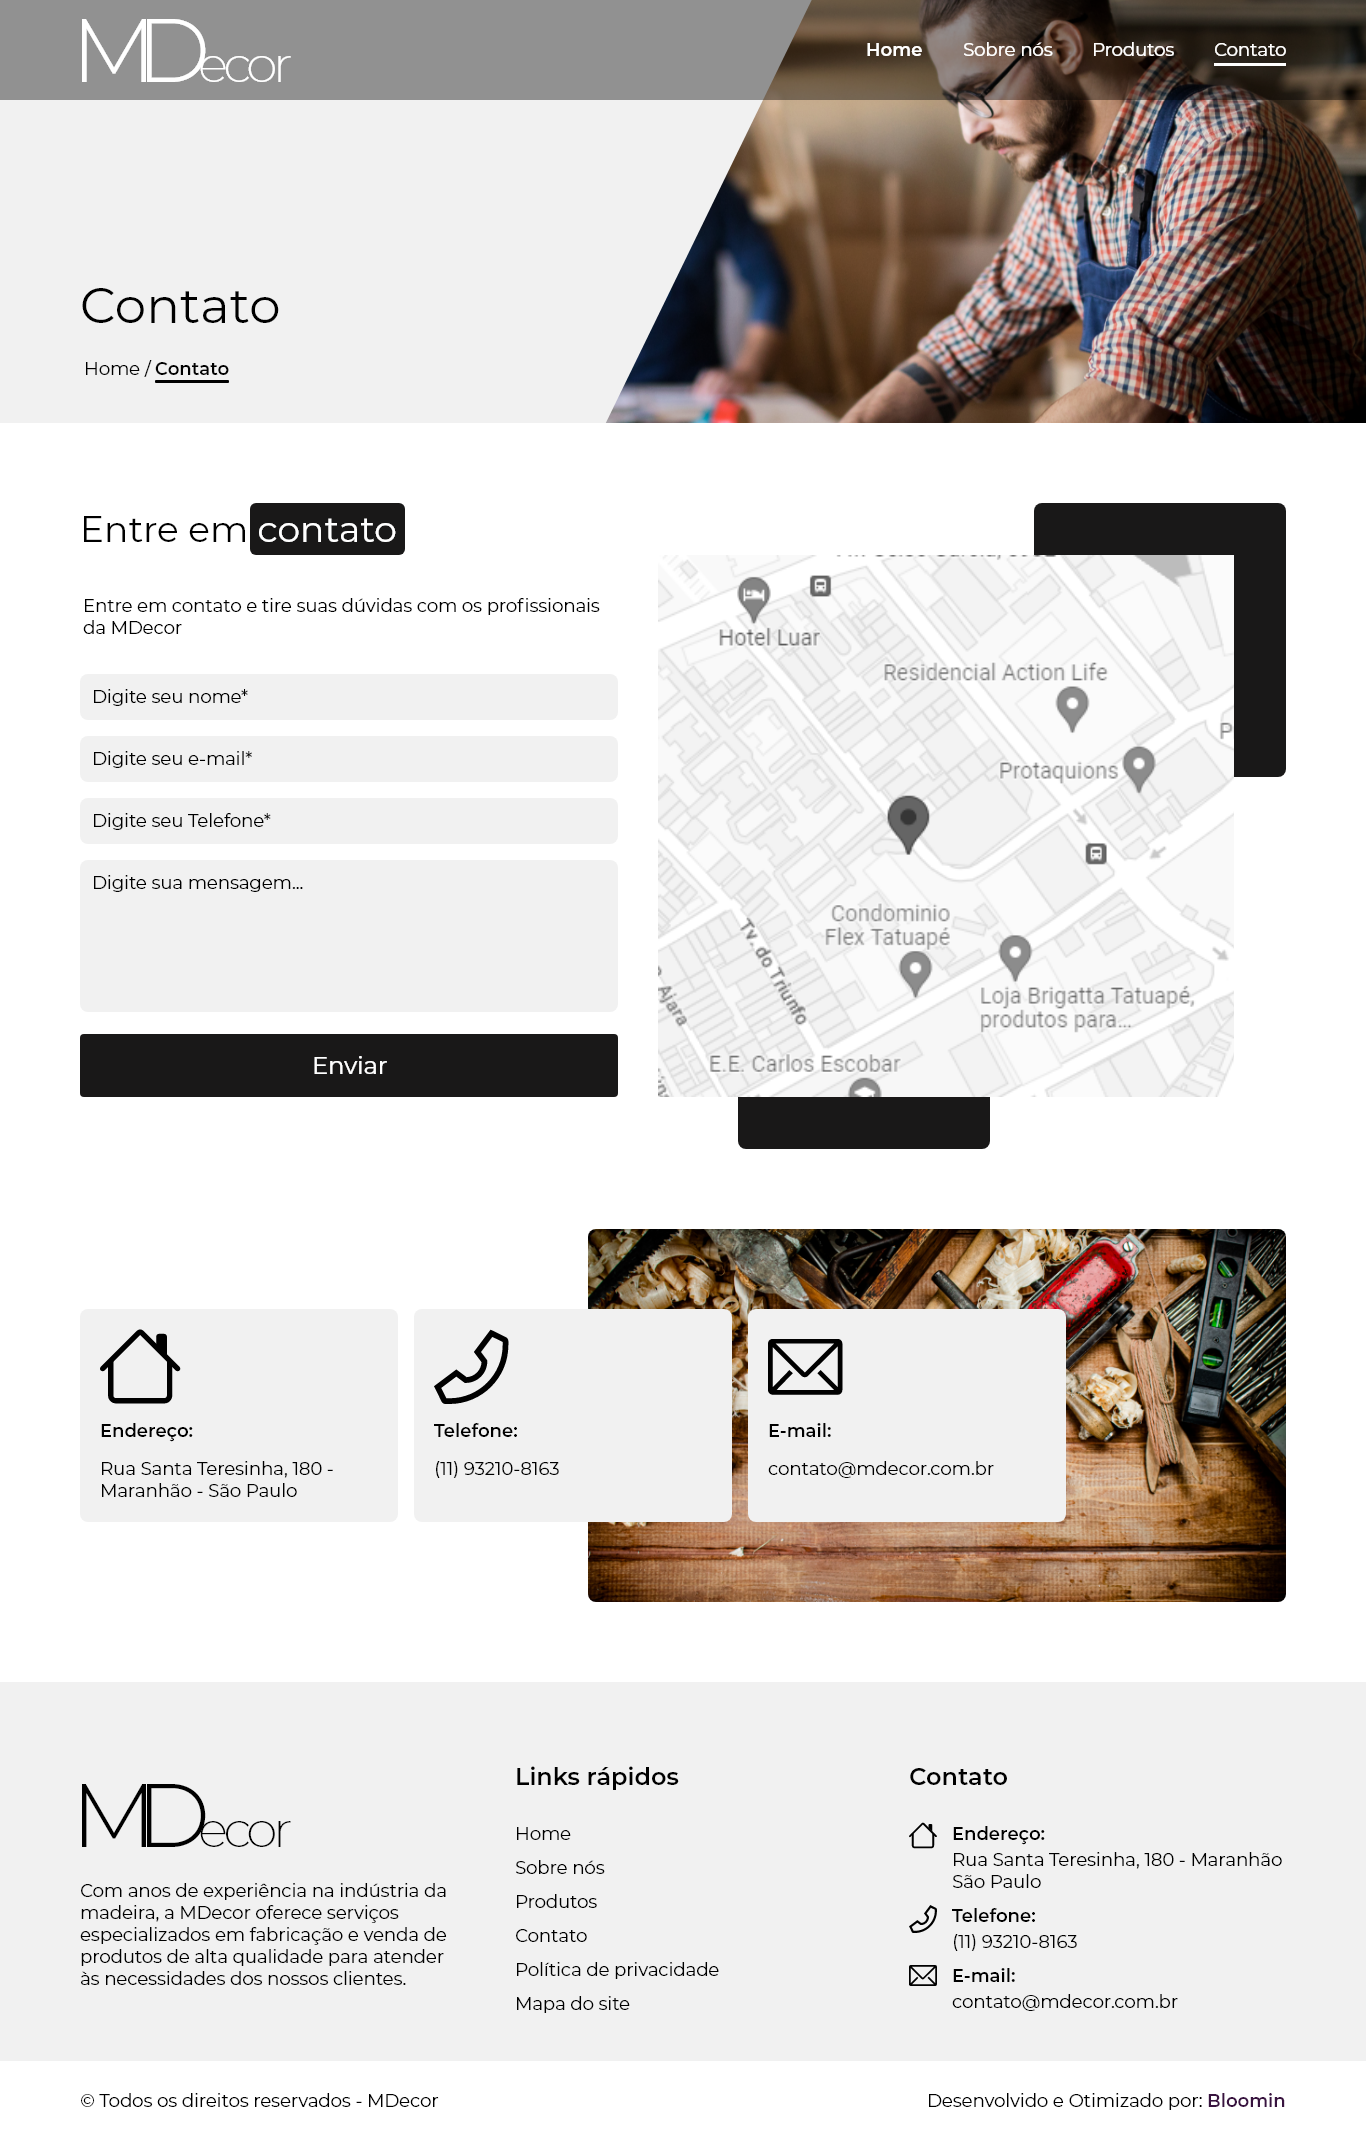 MDecor
Home Sobre nós Produtos Contato
Contato
Home / Contato
Entre em contato
Entre em contato e tire suas dúvidas com os profissionais
da MDecor
Digite seu nome*
Digite seu e-mail*
Digite seu Telefone*
Digite sua mensagem...
Enviar
Hotel Luar
Residencial Action Life
P
Protaquions
Condominio
Flex Tatuapé
Tv. do Triunfo
Ajara
Loja Brigatta Tatuapé,
produtos para...
E.E. Carlos Escobar
Endereço:
Rua Santa Teresinha, 180 -
Maranhão - São Paulo
Telefone:
(11) 93210-8163
E-mail:
contato@mdecor.com.br
MDecor
Com anos de experiência na indústria da
madeira, a MDecor oferece serviços
especializados em fabricação e venda de
produtos de alta qualidade para atender
às necessidades dos nossos clientes.
Links rápidos
Home
Sobre nós
Produtos
Contato
Política de privacidade
Mapa do site
Contato
Endereço:
Rua Santa Teresinha, 180 - Maranhão
São Paulo
Telefone:
(11) 93210-8163
E-mail:
contato@mdecor.com.br
© Todos os direitos reservados - MDecor
Desenvolvido e Otimizado por: Bloomin